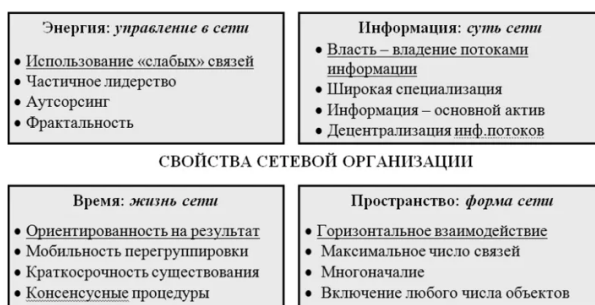 Энергия: управление в сети
• Использование «слабых» связей
• Частичное лидерство
• Аутсорсинг
• Фрактальность
Информация: суть сети
• Власть – владение потоками
информации
• Широкая специализация
• Информация – основной актив
• Децентрализация инф.потоков
СВОЙСТВА СЕТЕВОЙ ОРГАНИЗАЦИИ
Время: жизнь сети
• Ориентированность на результат
• Мобильность перегруппировки
• Краткосрочность существования
• Консенсусные процедуры
Пространство: форма сети
• Горизонтальное взаимодействие
• Максимальное число связей
• Многоначалие
• Включение любого числа объектов